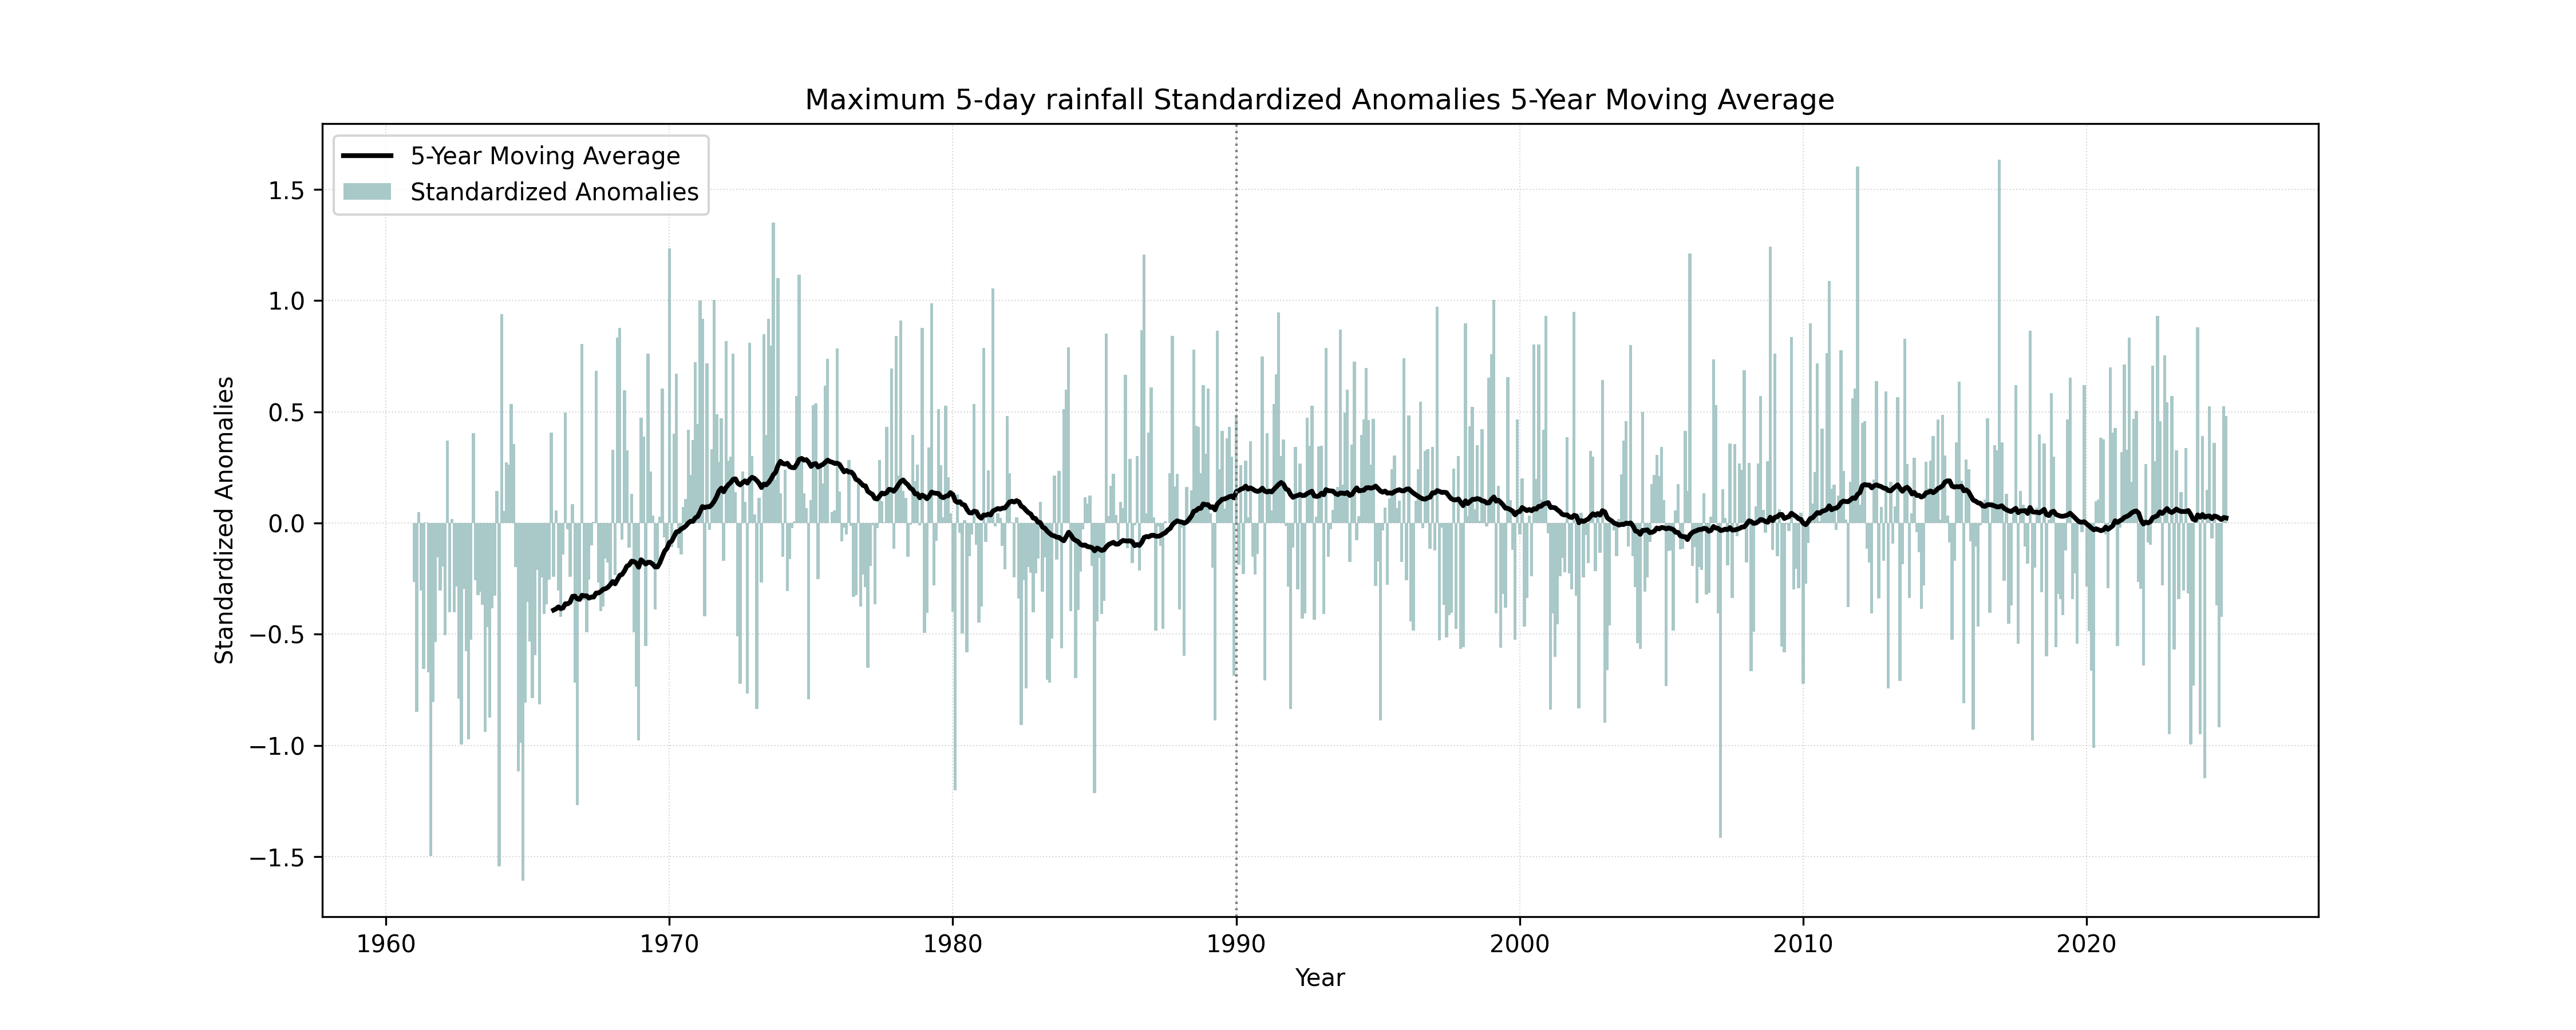 Maximum 5-day rainfall Standardized Anomalies 5-Year Moving Average
5-Year Moving Average
Standardized Anomalies
1.5
1.0
0.5
0.0
−0.5
−1.0
−1.5
Standardized Anomalies
1960 1970 1980 1990 2000 2010 2020
Year